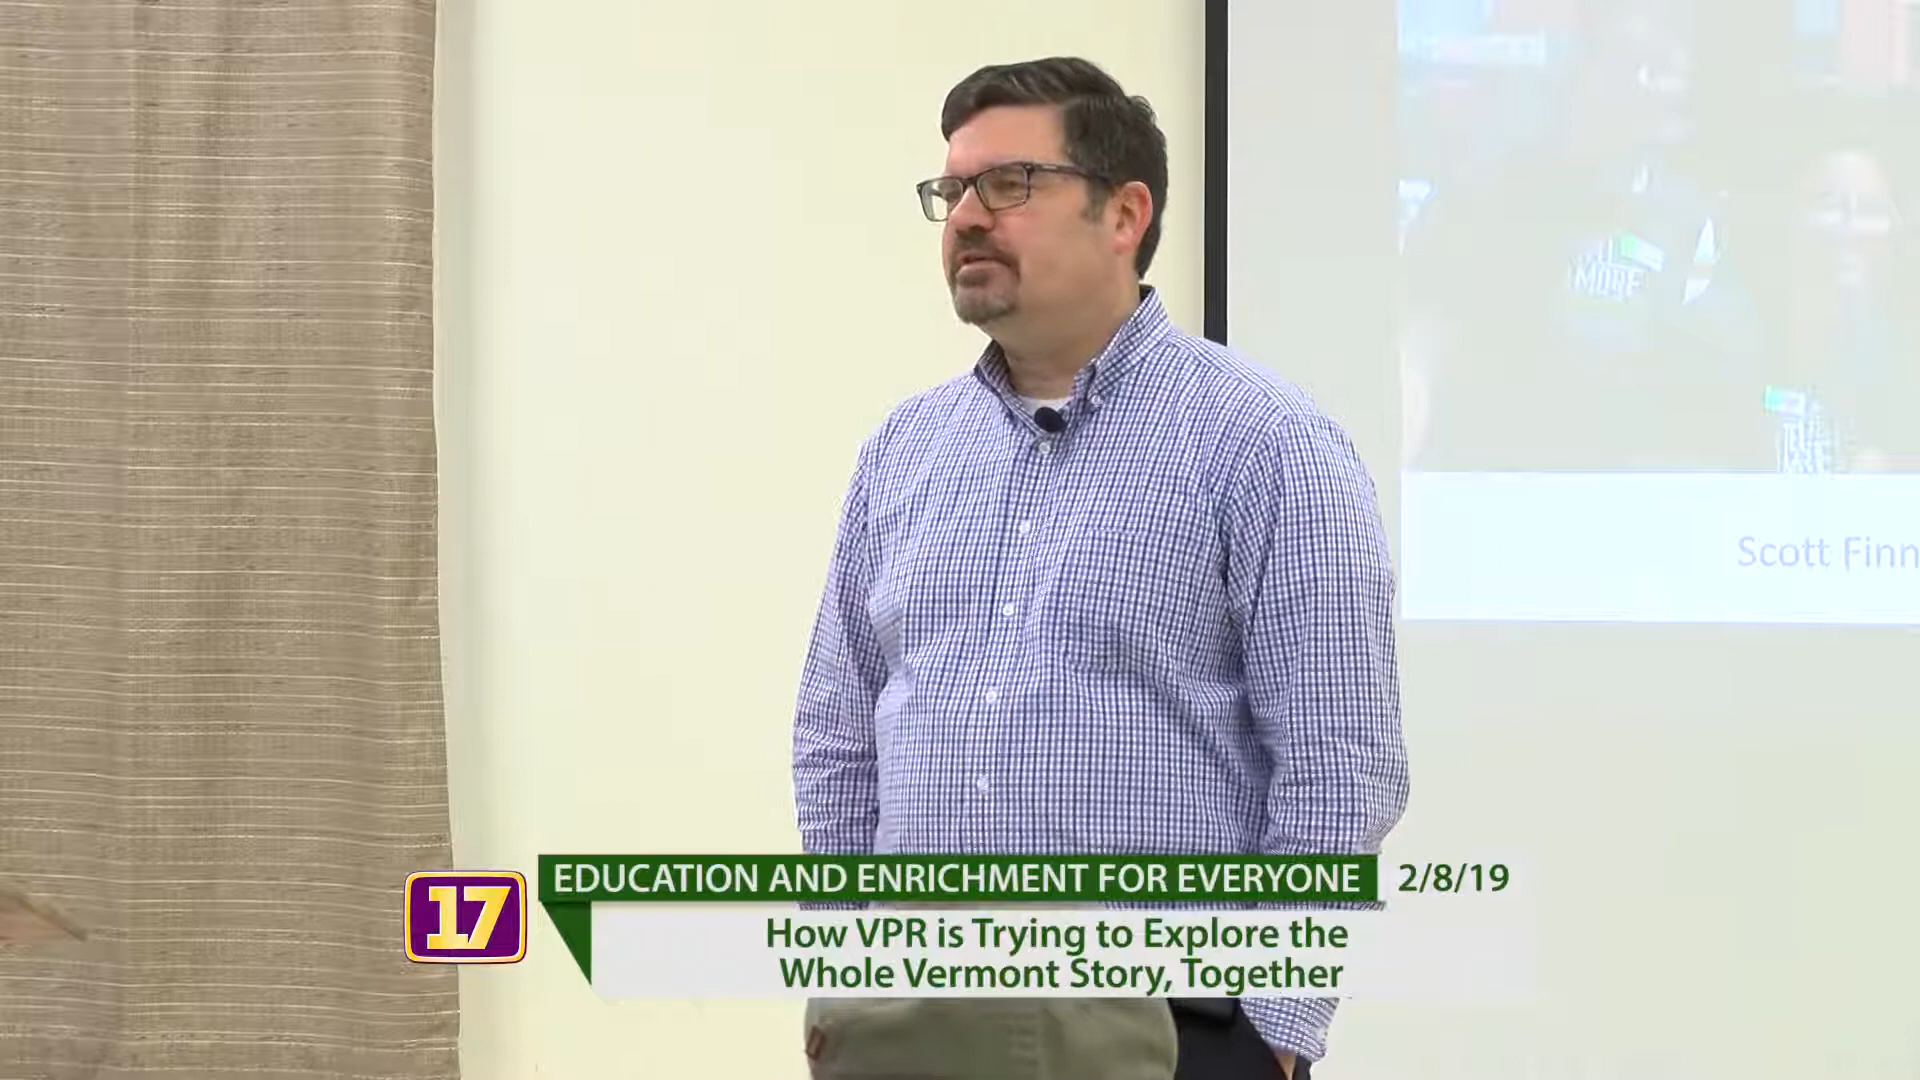 MORE
Scott Finn
17
EDUCATION AND ENRICHMENT FOR EVERYONE 2/8/19
How VPR is Trying to Explore the
Whole Vermont Story, Together